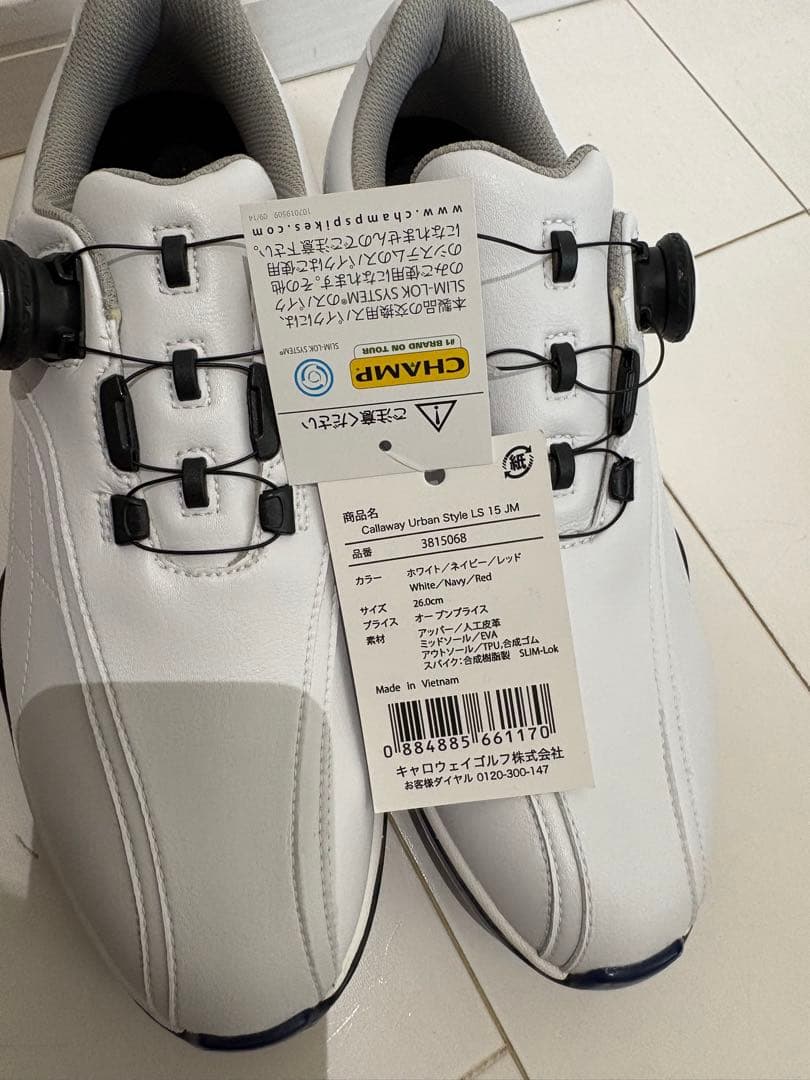 ご注意ください
CHAMP
#1 BRAND ON TOUR
SLIM-LOK SYSTEM®
本製品の交換用スパイクには、
SLIM-LOK SYSTEM®のスパイク
のみご使用になれます。その他
のシステムのスパイクはご使用
になれませんのでご注意下さい。
www.champspikes.com
107019509 09/14
紙
商品名
Callaway Urban Style LS 15 JM
品番 3815068
カラー ホワイト／ネイビー／レッド
White／Navy／Red
サイズ 26.0cm
プライス オープンプライス
素材 アッパー／人工皮革
ミッドソール／EVA
アウトソール／TPU,合成ゴム
スパイク：合成樹脂製 SLIM-Lok
Made in Vietnam
0 884885 661170
キャロウェイゴルフ株式会社
お客様ダイヤル 0120-300-147